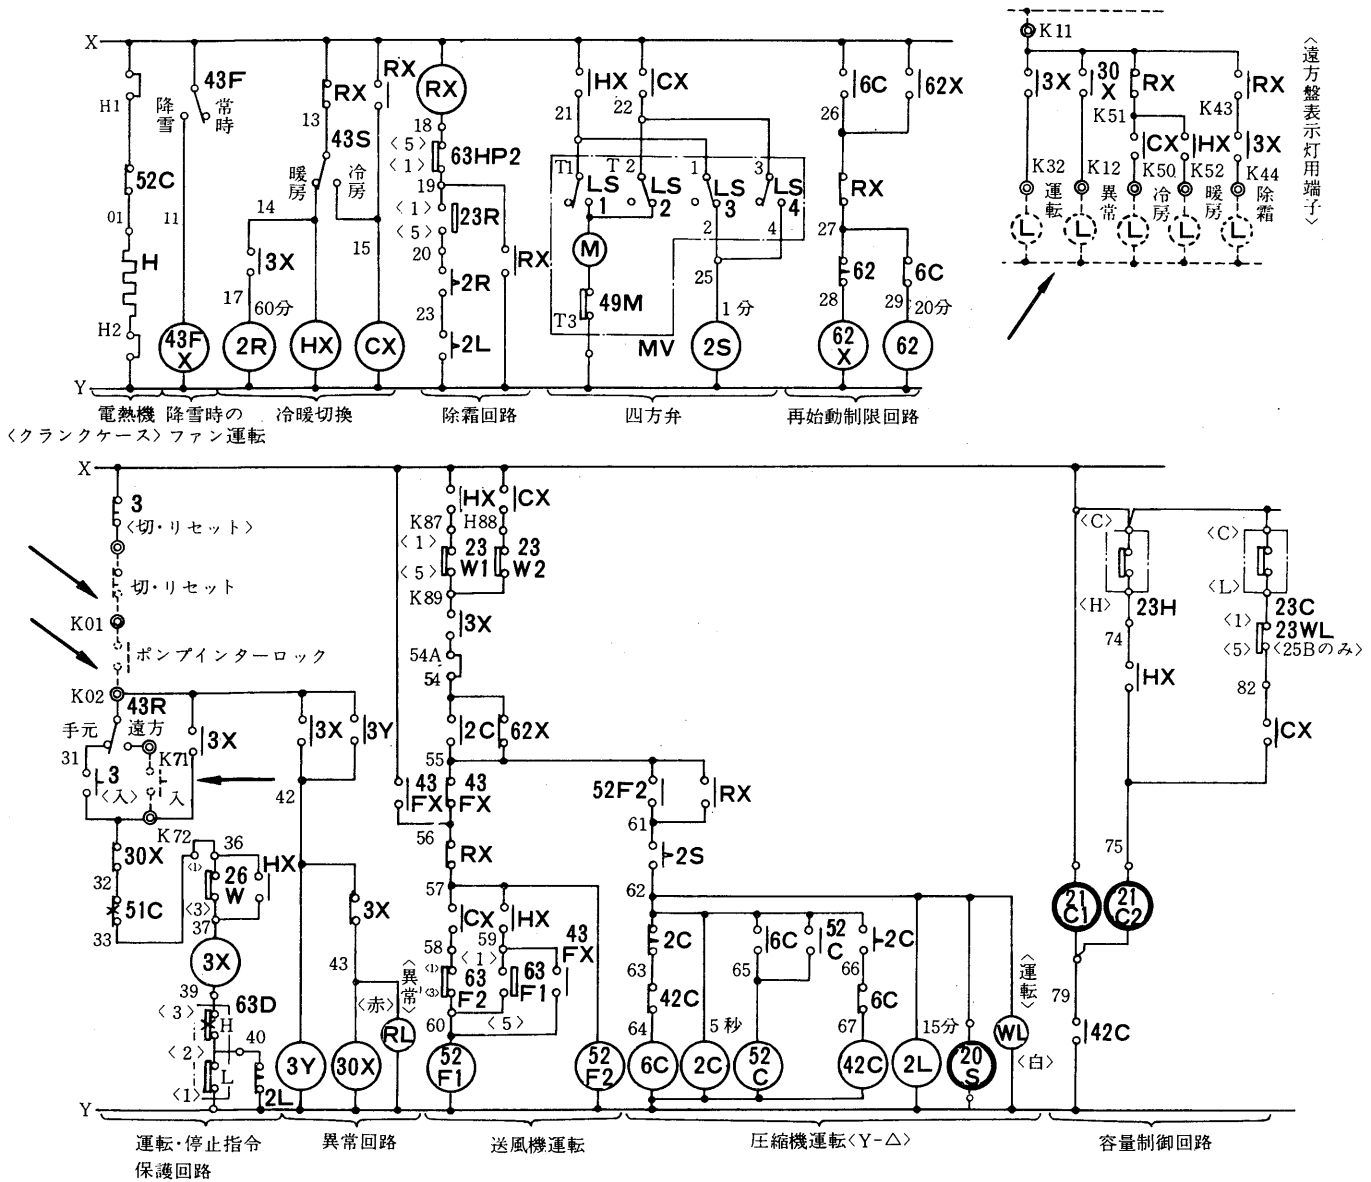 X
H1
52C
01
H
H2
43F
降雪
常時
11
43F
X
RX
13
43S
暖房
冷房
14
3X
17
60分
2R
HX
RX
15
CX
RX
18
〈5〉
〈1〉
63HP2
19
〈1〉
〈5〉
23R
20
2R
23
2L
RX
HX
21
CX
22
T1
LS
1
T
2
LS
2
1
LS
3
2
3
LS
4
4
M
49M
T3
25
1分
MV
2S
6C
26
62X
RX
27
62
28
6C
29
20分
62
X
62
Y
電熱機
〈クランクケース〉
降雪時の
ファン運転
冷暖切換
除霜回路
四方弁
再始動制限回路
K11
〈遠方盤表示灯用端子〉
3X
30
X
RX
K51
CX
HX
K43
RX
3X
K32
運転
K12
異常
K50
冷房
K52
暖房
K44
除霜
L
L
L
L
L
X
3
〈切・リセット〉
切・リセット
K01
ポンプインターロック
K02
43R
手元
遠方
31
3
〈入〉
K71
入
3X
K72
30X
32
51C
33
36
〈1〉
26
W
〈3〉
HX
37
3X
39
63D
〈3〉
H
〈2〉
40
L
〈1〉
2L
3X
3Y
42
3X
43
〈赤〉
〈異常〉
RL
3Y
30X
HX
CX
K87
H88
〈1〉
23
W1
23
W2
〈5〉
K89
3X
54A
54
2C
62X
55
43
FX
43
FX
56
RX
57
CX
HX
58
59
〈1〉
〈3〉
63
F2
〈1〉
63
F1
43
FX
〈5〉
60
52
F1
52
F2
52F2
RX
61
2S
62
2C
63
42C
64
6C
5秒
2C
6C
52
C
65
52
C
2C
66
6C
67
42C
15分
2L
20
S
〈運転〉
WL
〈白〉
〈C〉
〈H〉
23H
74
HX
〈C〉
〈L〉
23C
〈1〉
23WL
〈5〉
〈25Bのみ〉
82
CX
75
21
C1
21
C2
79
42C
Y
運転・停止指令
保護回路
異常回路
送風機運転
圧縮機運転〈Y-△〉
容量制御回路